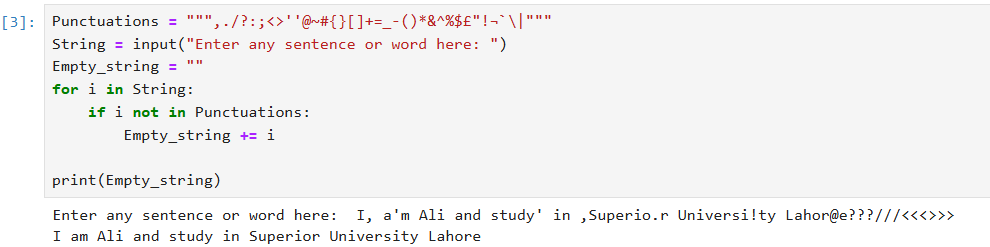 [3]: Punctuations = """,./?:;<>''@~#{}[]+=_-()*&^%$£"!¬`\|"""
String = input("Enter any sentence or word here: ")
Empty_string = ""
for i in String:
    if i not in Punctuations:
        Empty_string += i
print(Empty_string)
Enter any sentence or word here:  I, a'm Ali and study' in ,Superio.r Universi!ty Lahor@e???///<<<>>>
I am Ali and study in Superior University Lahore